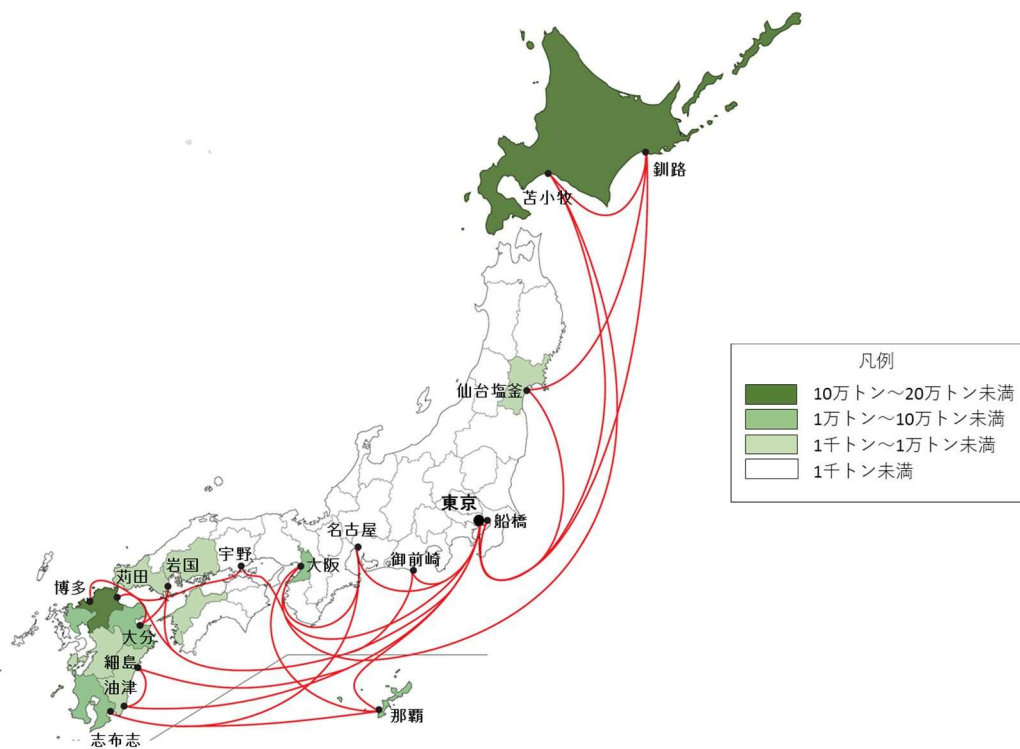 釧路
苫小牧
仙台塩釜
凡例
10万トン～20万トン未満
1万トン～10万トン未満
1千トン～1万トン未満
1千トン未満
東京
船橋
名古屋
御前崎
宇野
大阪
岩国
苅田
博多
大分
細島
油津
那覇
志布志